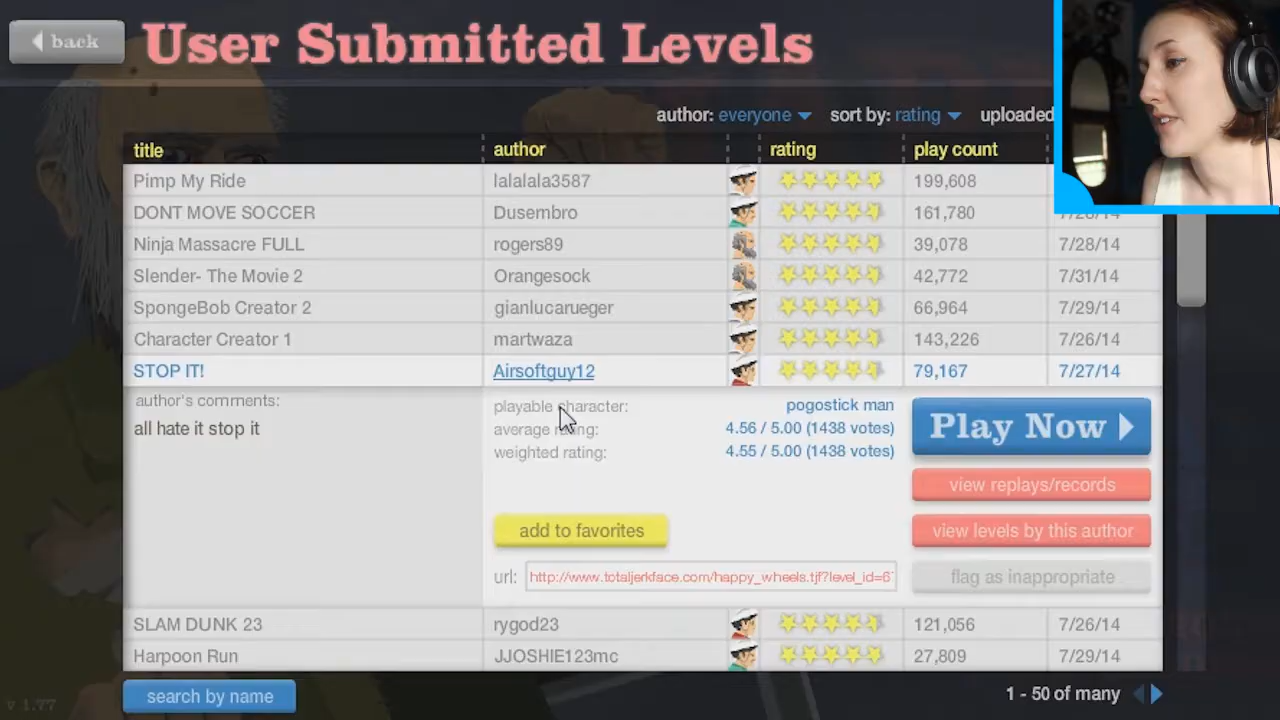 back
User Submitted Levels
author: everyone sort by: rating uploaded
title author rating play count
Pimp My Ride lalalala3587 199,608
DONT MOVE SOCCER Dusembro 161,780 7/28/14
Ninja Massacre FULL rogers89 39,078 7/28/14
Slender- The Movie 2 Orangesock 42,772 7/31/14
SpongeBob Creator 2 gianlucarueger 66,964 7/29/14
Character Creator 1 martwaza 143,226 7/26/14
STOP IT! Airsoftguy12 79,167 7/27/14
author's comments:
all hate it stop it
playable character: pogostick man
average rating: 4.56 / 5.00 (1438 votes)
weighted rating: 4.55 / 5.00 (1438 votes)
Play Now
view replays/records
add to favorites
view levels by this author
url: http://www.totaljerkface.com/happy_wheels.tjf?level_id=6
flag as inappropriate
SLAM DUNK 23 rygod23 121,056 7/26/14
Harpoon Run JJOSHIE123mc 27,809 7/29/14
search by name
1 - 50 of many
v 1.77